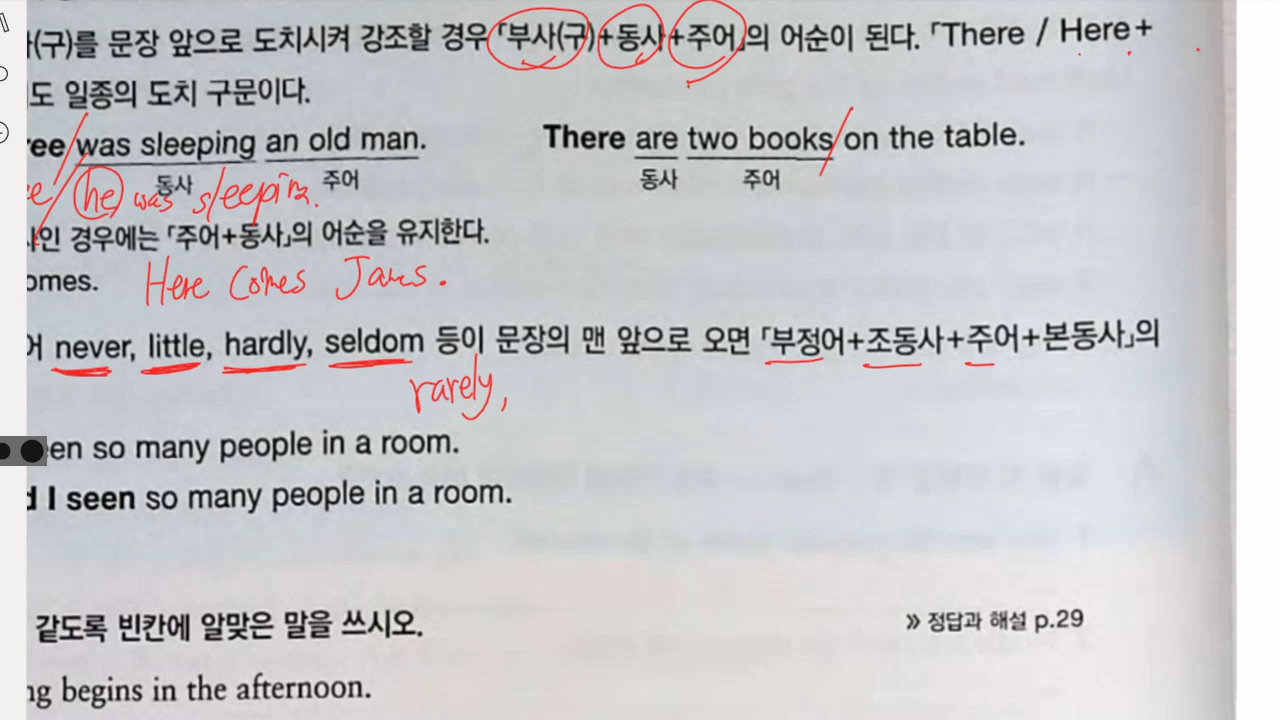 (구)를 문장 앞으로 도치시켜 강조할 경우 「부사(구)+동사+주어」의 어순이 된다. 「There / Here +
도 일종의 도치 구문이다.
ree was sleeping an old man. There are two books on the table.
동사 주어 동사 주어
he was sleeping.
인 경우에는 「주어+동사」의 어순을 유지한다.
omes. Here comes James.
어 never, little, hardly, seldom 등이 문장의 맨 앞으로 오면 「부정어+조동사+주어+본동사」의
rarely,
een so many people in a room.
d I seen so many people in a room.
같도록 빈칸에 알맞은 말을 쓰시오. » 정답과 해설 p.29
ng begins in the afternoon.